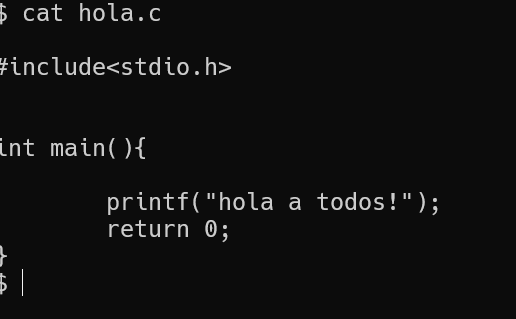 $ cat hola.c
#include<stdio.h>
int main(){
printf("hola a todos!");
return 0;
}
$